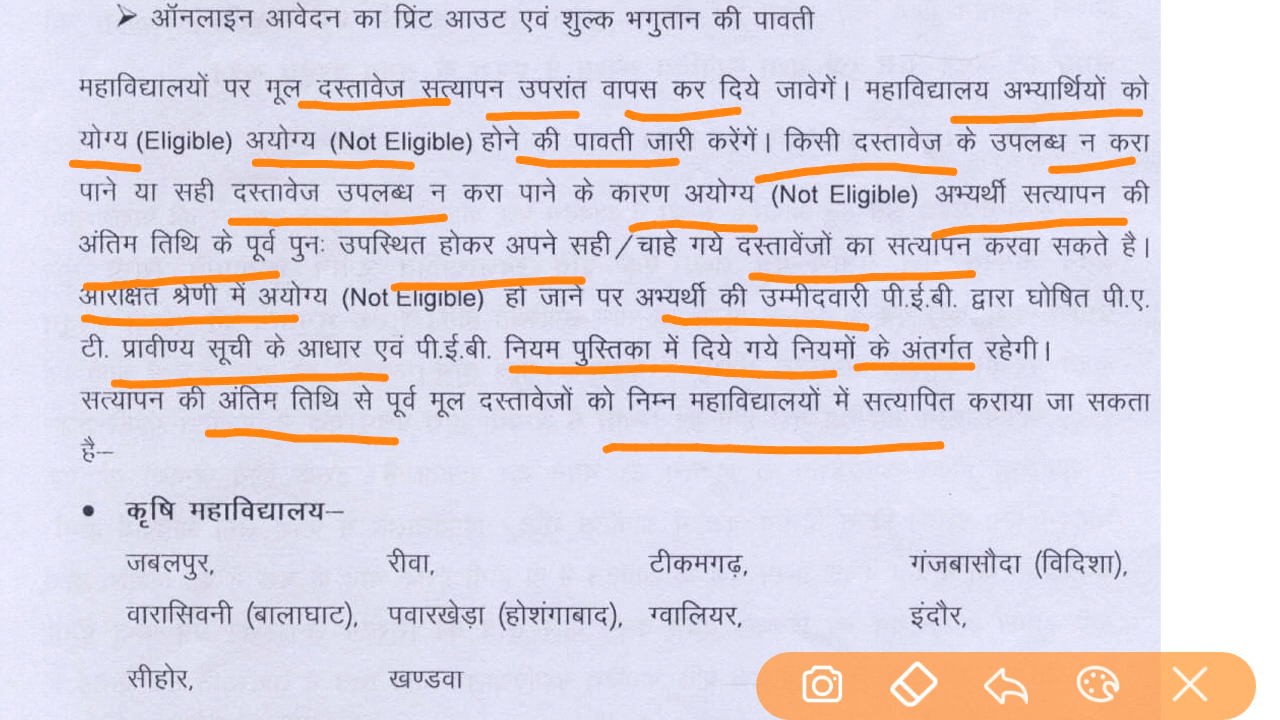 ➢ ऑनलाइन आवेदन का प्रिंट आउट एवं शुल्क भगुतान की पावती
महाविद्यालयों पर मूल दस्तावेज सत्यापन उपरांत वापस कर दिये जावेगें। महाविद्यालय अभ्यार्थियों को
योग्य (Eligible) अयोग्य (Not Eligible) होने की पावती जारी करेंगें। किसी दस्तावेज के उपलब्ध न करा
पाने या सही दस्तावेज उपलब्ध न करा पाने के कारण अयोग्य (Not Eligible) अभ्यर्थी सत्यापन की
अंतिम तिथि के पूर्व पुनः उपस्थित होकर अपने सही/चाहे गये दस्तावेंजों का सत्यापन करवा सकते है।
आरक्षित श्रेणी में अयोग्य (Not Eligible) हो जाने पर अभ्यर्थी की उम्मीदवारी पी.ई.बी. द्वारा घोषित पी.ए.
टी. प्रावीण्य सूची के आधार एवं पी.ई.बी. नियम पुस्तिका में दिये गये नियमों के अंतर्गत रहेगी।
सत्यापन की अंतिम तिथि से पूर्व मूल दस्तावेजों को निम्न महाविद्यालयों में सत्यापित कराया जा सकता
है–
• कृषि महाविद्यालय–
जबलपुर, रीवा, टीकमगढ़, गंजबासौदा (विदिशा),
वारासिवनी (बालाघाट), पवारखेड़ा (होशंगाबाद), ग्वालियर, इंदौर,
सीहोर, खण्डवा